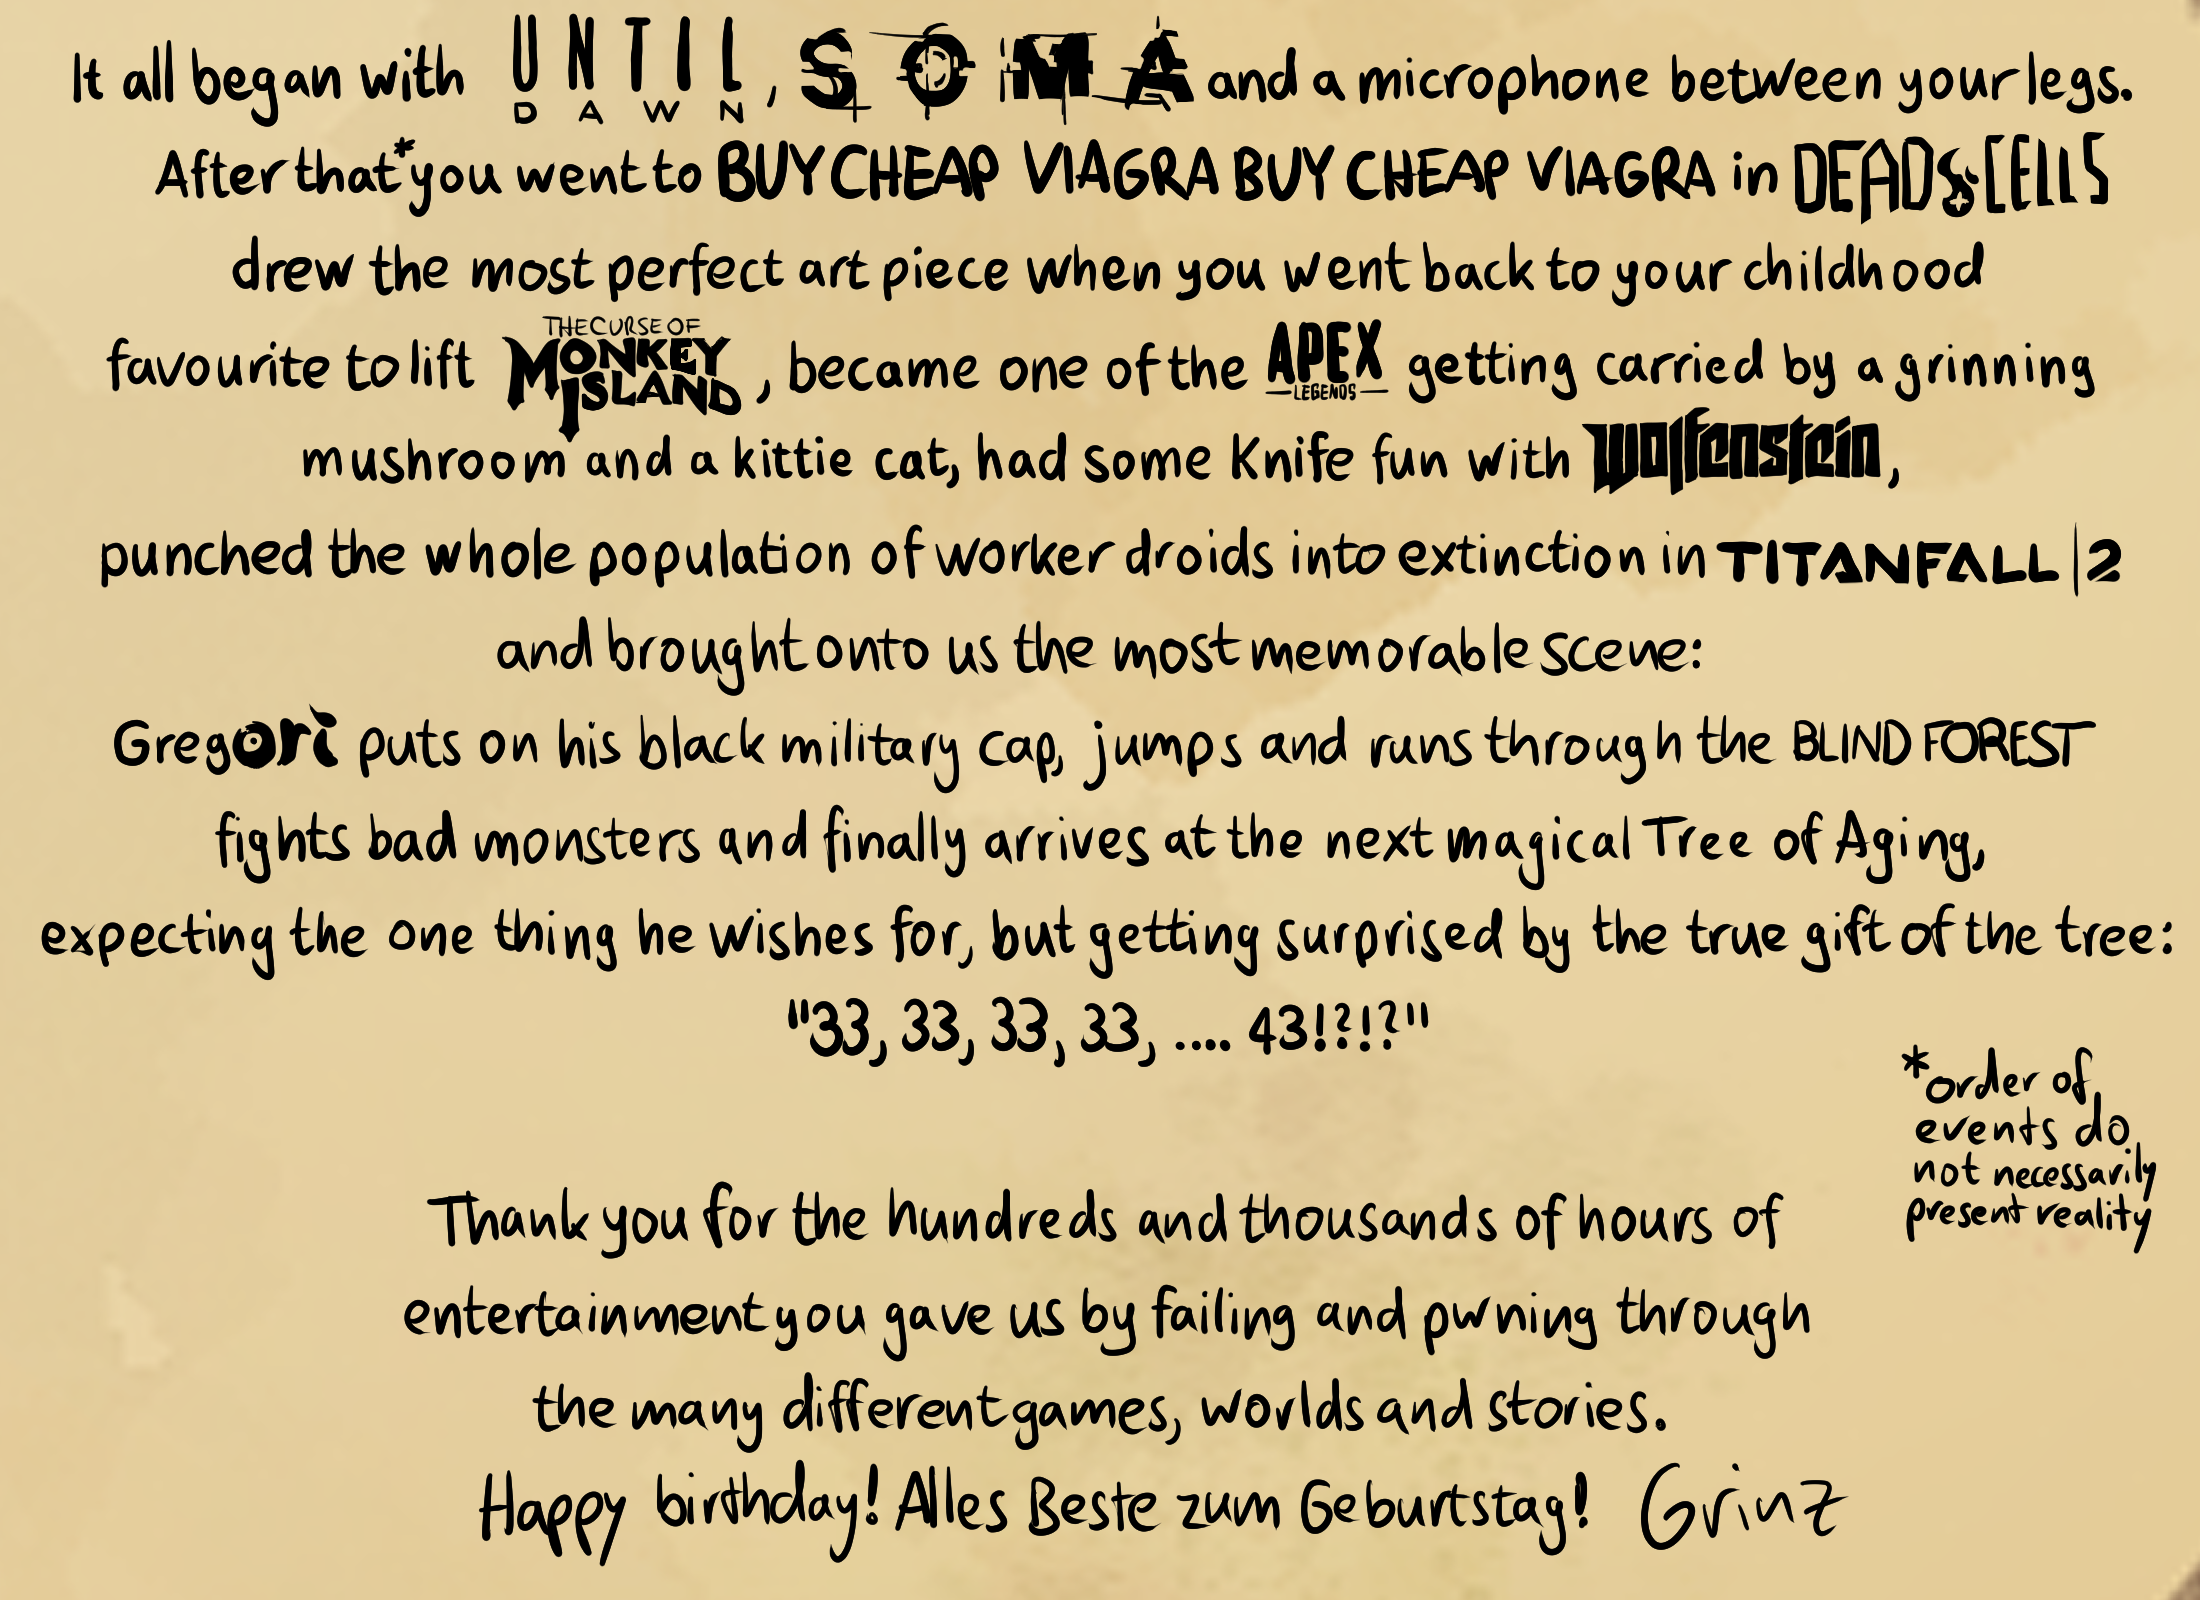 It all began with UNTIL DAWN, SOMA and a microphone between your legs.
After that* you went to BUY CHEAP VIAGRA BUY CHEAP VIAGRA in DEAD CELLS
drew the most perfect art piece when you went back to your childhood
favourite to lift THE CURSE OF MONKEY ISLAND, became one of the APEX LEGENDS getting carried by a grinning
mushroom and a kittie cat, had some Knife fun with Wolfenstein,
punched the whole population of worker droids into extinction in TITANFALL|2
and brought onto us the most memorable scene:
Gregori puts on his black military cap, jumps and runs through the BLIND FOREST
fights bad monsters and finally arrives at the next magical Tree of Aging,
expecting the one thing he wishes for, but getting surprised by the true gift of the tree:
"33, 33, 33, 33, .... 43!?!?"
*order of
events do
not necessarily
present reality
Thank you for the hundreds and thousands of hours of
entertainment you gave us by failing and pwning through
the many different games, worlds and stories.
Happy birthday! Alles Beste zum Geburtstag! Grinz